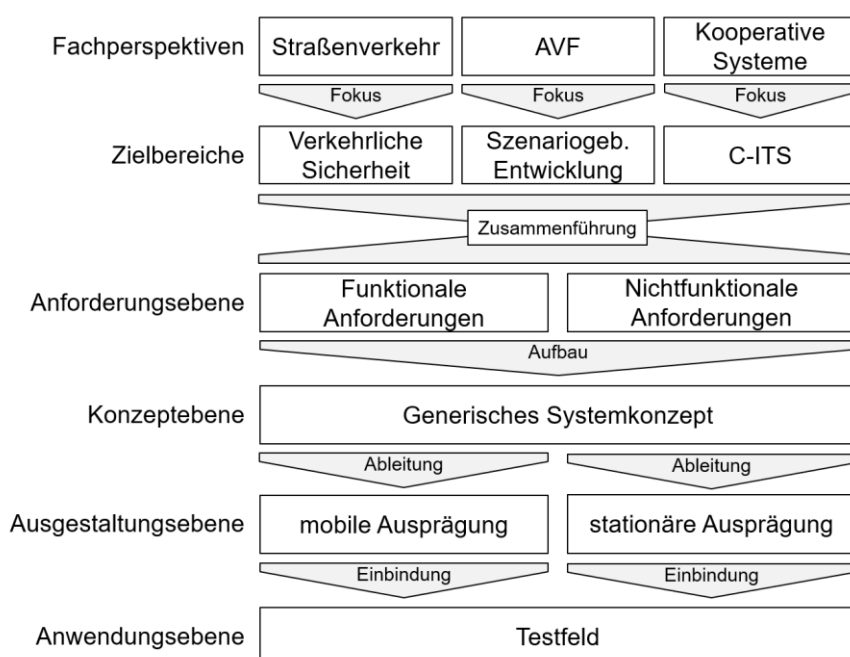 Fachperspektiven
Straßenverkehr
AVF
Kooperative
Systeme
Fokus
Fokus
Fokus
Zielbereiche
Verkehrliche
Sicherheit
Szenariogeb.
Entwicklung
C-ITS
Zusammenführung
Anforderungsebene
Funktionale
Anforderungen
Nichtfunktionale
Anforderungen
Aufbau
Konzeptebene
Generisches Systemkonzept
Ableitung
Ableitung
Ausgestaltungsebene
mobile Ausprägung
stationäre Ausprägung
Einbindung
Einbindung
Anwendungsebene
Testfeld